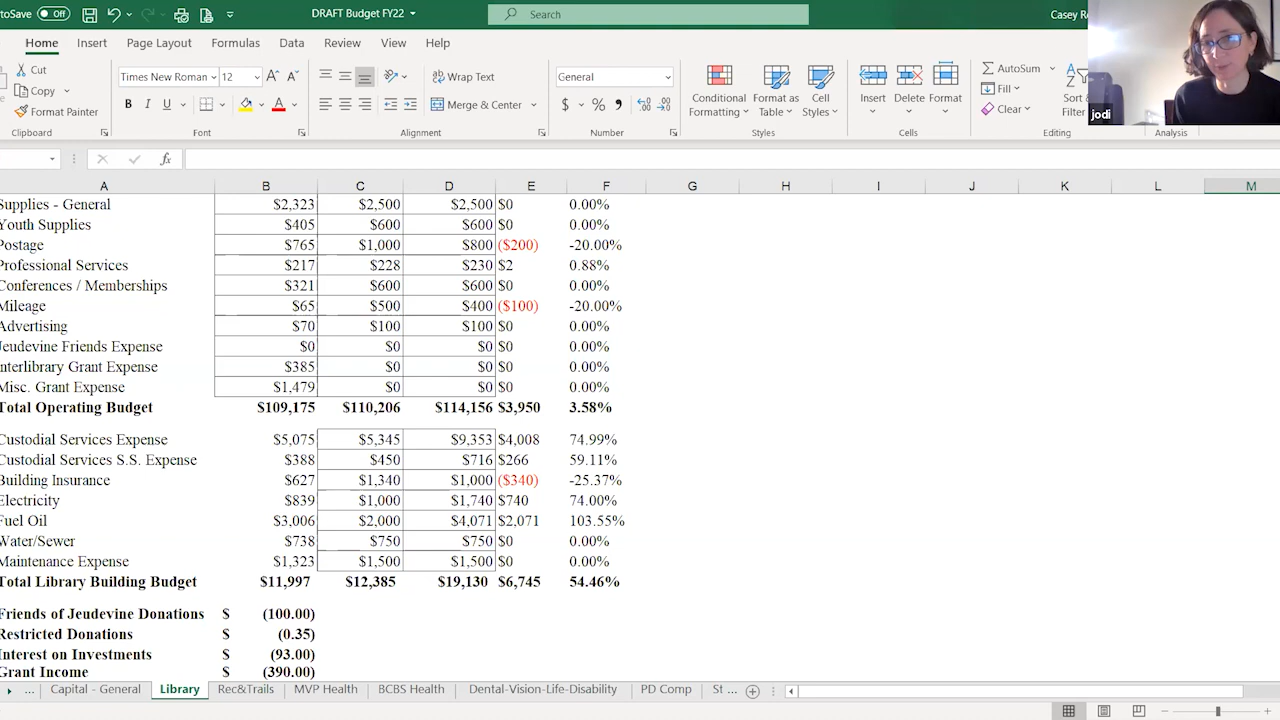 toSave Off DRAFT Budget FY22 Search Casey R
Home Insert Page Layout Formulas Data Review View Help
Cut Times New Roman 12 A A Wrap Text General AutoSum
Copy Conditional Format as Cell Insert Delete Format Fill Sort
Format Painter B I U A Merge & Center $ % , Formatting Table Styles Clear Filter jodi
Clipboard Font Alignment Number Styles Cells Editing Analysis
fx
A B C D E F G H I J K L M
Supplies - General $2,323 $2,500 $2,500 $0 0.00%
Youth Supplies $405 $600 $600 $0 0.00%
Postage $765 $1,000 $800 ($200) -20.00%
Professional Services $217 $228 $230 $2 0.88%
Conferences / Memberships $321 $600 $600 $0 0.00%
Mileage $65 $500 $400 ($100) -20.00%
Advertising $70 $100 $100 $0 0.00%
Jeudevine Friends Expense $0 $0 $0 $0 0.00%
Interlibrary Grant Expense $385 $0 $0 $0 0.00%
Misc. Grant Expense $1,479 $0 $0 $0 0.00%
Total Operating Budget $109,175 $110,206 $114,156 $3,950 3.58%
Custodial Services Expense $5,075 $5,345 $9,353 $4,008 74.99%
Custodial Services S.S. Expense $388 $450 $716 $266 59.11%
Building Insurance $627 $1,340 $1,000 ($340) -25.37%
Electricity $839 $1,000 $1,740 $740 74.00%
Fuel Oil $3,006 $2,000 $4,071 $2,071 103.55%
Water/Sewer $738 $750 $750 $0 0.00%
Maintenance Expense $1,323 $1,500 $1,500 $0 0.00%
Total Library Building Budget $11,997 $12,385 $19,130 $6,745 54.46%
Friends of Jeudevine Donations $ (100.00)
Restricted Donations $ (0.35)
Interest on Investments $ (93.00)
Grant Income $ (390.00)
... Capital - General Library Rec&Trails MVP Health BCBS Health Dental-Vision-Life-Disability PD Comp St ...